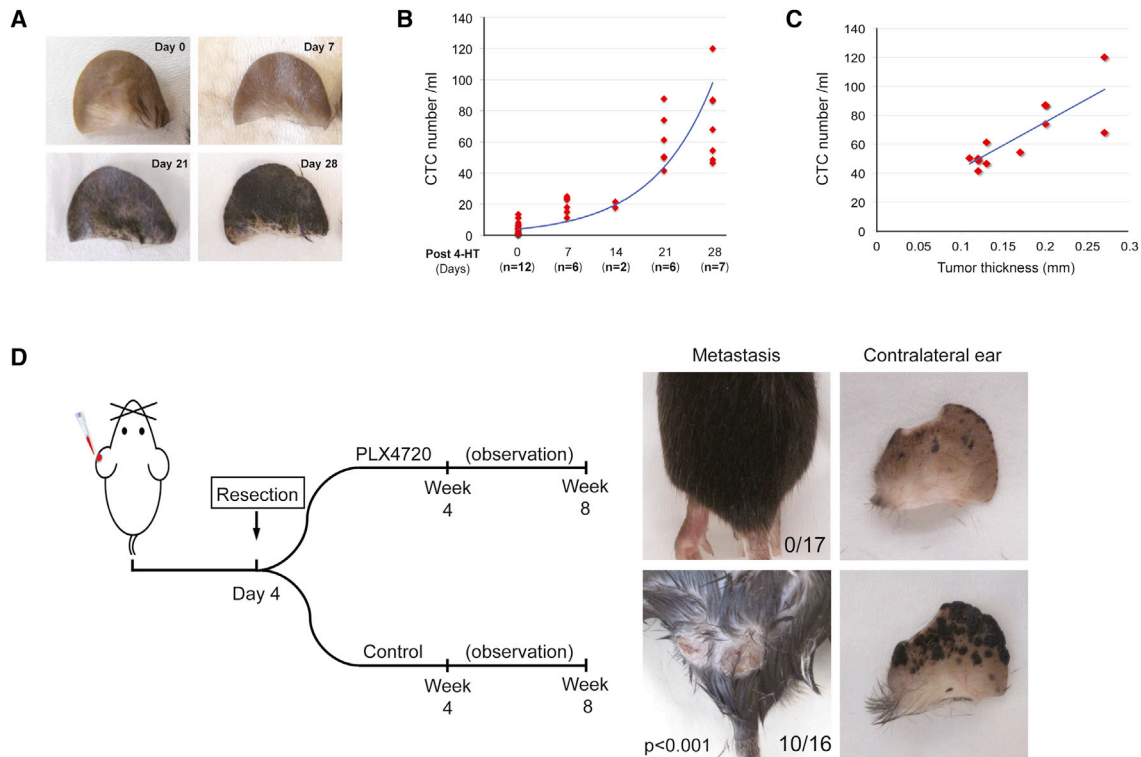 A
Day 0
Day 7
Day 21
Day 28
B
CTC number /ml
140
120
100
80
60
40
20
0
Post 4-HT
(Days)
0 7 14 21 28
(n=12) (n=6) (n=2) (n=6) (n=7)
C
CTC number /ml
140
120
100
80
60
40
20
0
0 0.1 0.1 0.2 0.2 0.3
Tumor thickness (mm)
D
Resection
Day 4
PLX4720 (observation)
Week 4
Week 8
Control (observation)
Week 4
Week 8
Metastasis
Contralateral ear
0/17
p<0.001 10/16